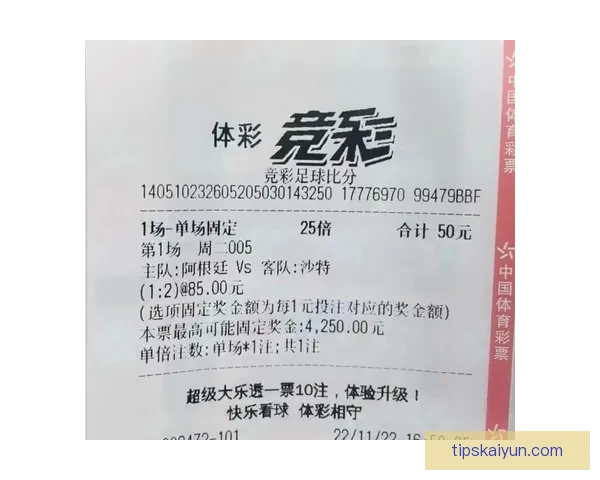 体彩 竞彩
竞彩足球比分
140510232605205030143250 17776970 99479BBF
1场-单场固定 25倍 合计 50元
第1场 周二005
主队:阿根廷 Vs 客队:沙特
(1:2)@85.00元
(选项固定奖金额为每1元投注对应的奖金额)
本票最高可能固定奖金:4,250.00元
单倍注数:单场*1注;共1注
超级大乐透一票10注，体验升级！
快乐看球 体彩相守
22/11/22
中国体育彩票
中国体育彩票
tipskaiyun.com